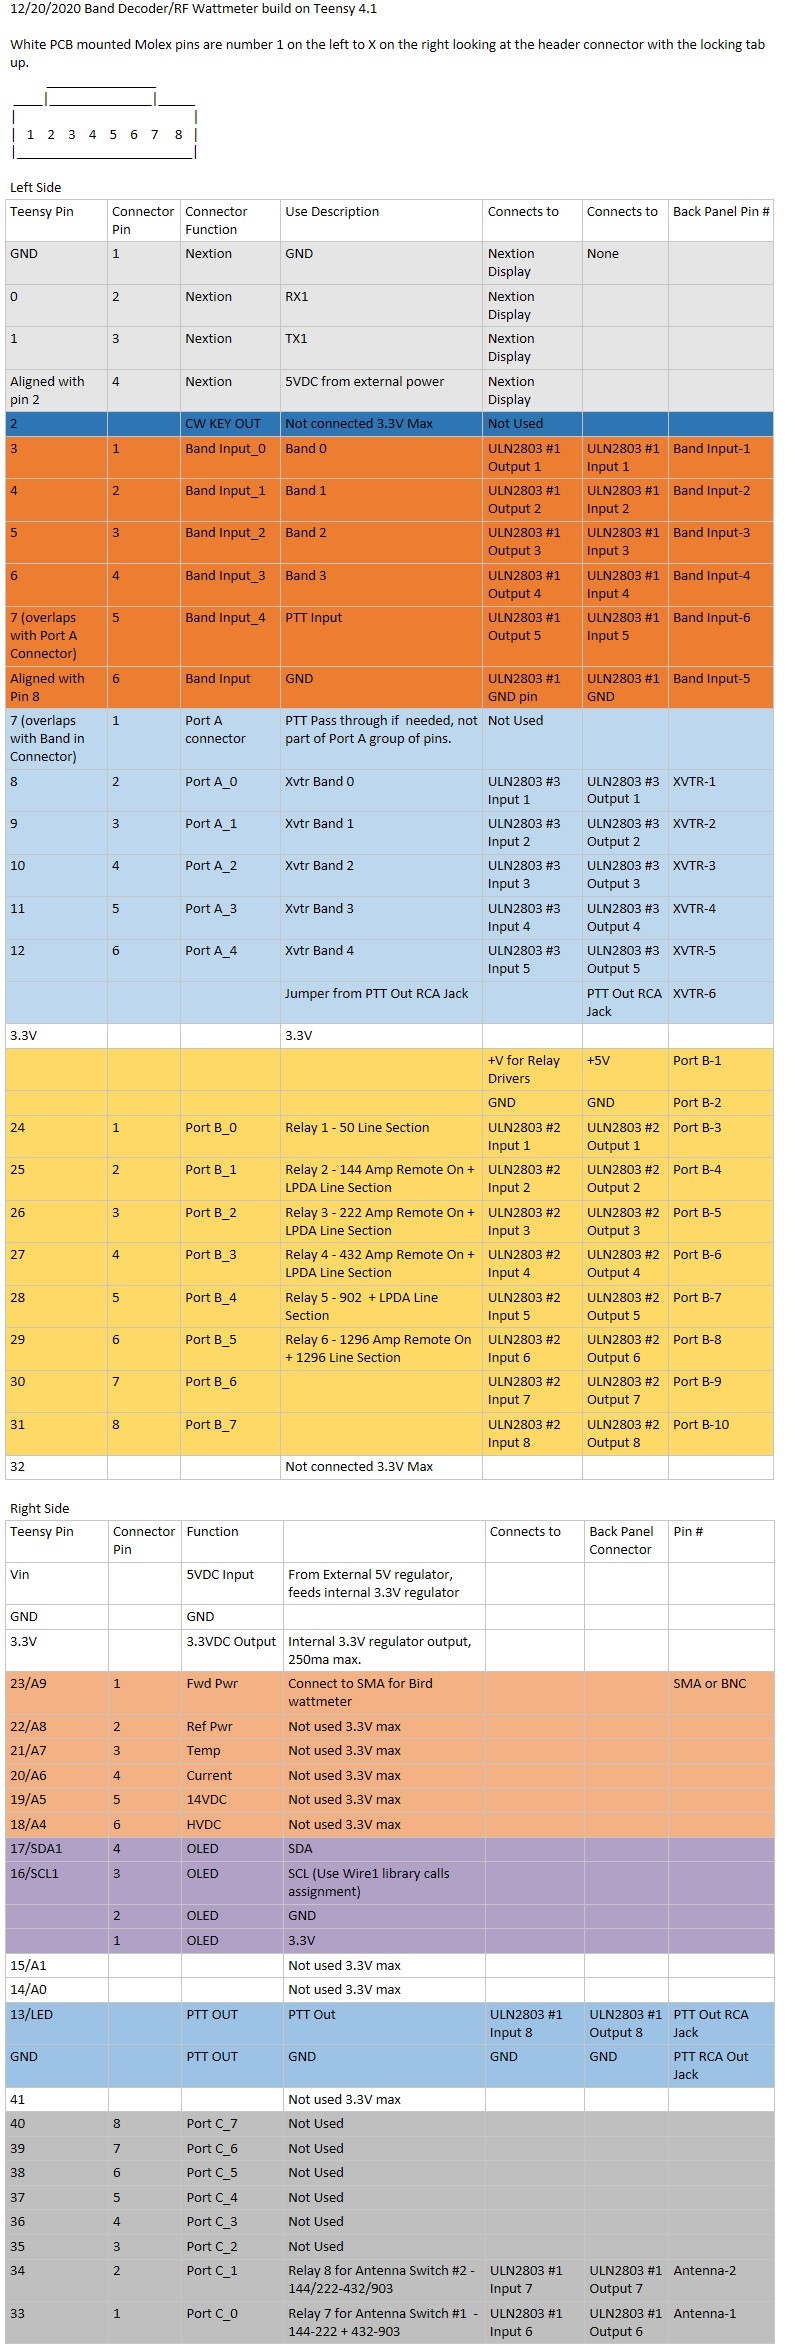 12/20/2020 Band Decoder/RF Wattmeter build on Teensy 4.1
White PCB mounted Molex pins are number 1 on the left to X on the right looking at the header connector with the locking tab
up.
1 2 3 4 5 6 7 8
Left Side
Teensy Pin Connector Pin Connector Function Use Description Connects to Connects to Back Panel Pin #
GND 1 Nextion GND Nextion Display None
0 2 Nextion RX1 Nextion Display
1 3 Nextion TX1 Nextion Display
Aligned with pin 2 4 Nextion 5VDC from external power Nextion Display
2 CW KEY OUT Not connected 3.3V Max Not Used
3 1 Band Input_0 Band 0 ULN2803 #1 Output 1 ULN2803 #1 Input 1 Band Input-1
4 2 Band Input_1 Band 1 ULN2803 #1 Output 2 ULN2803 #1 Input 2 Band Input-2
5 3 Band Input_2 Band 2 ULN2803 #1 Output 3 ULN2803 #1 Input 3 Band Input-3
6 4 Band Input_3 Band 3 ULN2803 #1 Output 4 ULN2803 #1 Input 4 Band Input-4
7 (overlaps with Port A Connector) 5 Band Input_4 PTT Input ULN2803 #1 Output 5 ULN2803 #1 Input 5 Band Input-6
Aligned with Pin 8 6 Band Input GND ULN2803 #1 GND pin ULN2803 #1 GND Band Input-5
7 (overlaps with Band in Connector) 1 Port A connector PTT Pass through if needed, not part of Port A group of pins. Not Used
8 2 Port A_0 Xvtr Band 0 ULN2803 #3 Input 1 ULN2803 #3 Output 1 XVTR-1
9 3 Port A_1 Xvtr Band 1 ULN2803 #3 Input 2 ULN2803 #3 Output 2 XVTR-2
10 4 Port A_2 Xvtr Band 2 ULN2803 #3 Input 3 ULN2803 #3 Output 3 XVTR-3
11 5 Port A_3 Xvtr Band 3 ULN2803 #3 Input 4 ULN2803 #3 Output 4 XVTR-4
12 6 Port A_4 Xvtr Band 4 ULN2803 #3 Input 5 ULN2803 #3 Output 5 XVTR-5
Jumper from PTT Out RCA Jack PTT Out RCA Jack XVTR-6
3.3V 3.3V
+V for Relay Drivers +5V Port B-1
GND GND Port B-2
24 1 Port B_0 Relay 1 - 50 Line Section ULN2803 #2 Input 1 ULN2803 #2 Output 1 Port B-3
25 2 Port B_1 Relay 2 - 144 Amp Remote On + LPDA Line Section ULN2803 #2 Input 2 ULN2803 #2 Output 2 Port B-4
26 3 Port B_2 Relay 3 - 222 Amp Remote On + LPDA Line Section ULN2803 #2 Input 3 ULN2803 #2 Output 3 Port B-5
27 4 Port B_3 Relay 4 - 432 Amp Remote On + LPDA Line Section ULN2803 #2 Input 4 ULN2803 #2 Output 4 Port B-6
28 5 Port B_4 Relay 5 - 902 + LPDA Line Section ULN2803 #2 Input 5 ULN2803 #2 Output 5 Port B-7
29 6 Port B_5 Relay 6 - 1296 Amp Remote On + 1296 Line Section ULN2803 #2 Input 6 ULN2803 #2 Output 6 Port B-8
30 7 Port B_6 ULN2803 #2 Input 7 ULN2803 #2 Output 7 Port B-9
31 8 Port B_7 ULN2803 #2 Input 8 ULN2803 #2 Output 8 Port B-10
32 Not connected 3.3V Max
Right Side
Teensy Pin Connector Pin Function Connects to Back Panel Connector Pin #
Vin 5VDC Input From External 5V regulator, feeds internal 3.3V regulator
GND GND
3.3V 3.3VDC Output Internal 3.3V regulator output, 250ma max.
23/A9 1 Fwd Pwr Connect to SMA for Bird wattmeter SMA or BNC
22/A8 2 Ref Pwr Not used 3.3V max
21/A7 3 Temp Not used 3.3V max
20/A6 4 Current Not used 3.3V max
19/A5 5 14VDC Not used 3.3V max
18/A4 6 HVDC Not used 3.3V max
17/SDA1 4 OLED SDA
16/SCL1 3 OLED SCL (Use Wire1 library calls assignment)
2 OLED GND
1 OLED 3.3V
15/A1 Not used 3.3V max
14/A0 Not used 3.3V max
13/LED PTT OUT PTT Out ULN2803 #1 Input 8 ULN2803 #1 Output 8 PTT Out RCA Jack
GND PTT OUT GND GND GND PTT RCA Out Jack
41 Not used 3.3V max
40 8 Port C_7 Not Used
39 7 Port C_6 Not Used
38 6 Port C_5 Not Used
37 5 Port C_4 Not Used
36 4 Port C_3 Not Used
35 3 Port C_2 Not Used
34 2 Port C_1 Relay 8 for Antenna Switch #2 - 144/222-432/903 ULN2803 #1 Input 7 ULN2803 #1 Output 7 Antenna-2
33 1 Port C_0 Relay 7 for Antenna Switch #1 - 144-222 + 432-903 ULN2803 #1 Input 6 ULN2803 #1 Output 6 Antenna-1